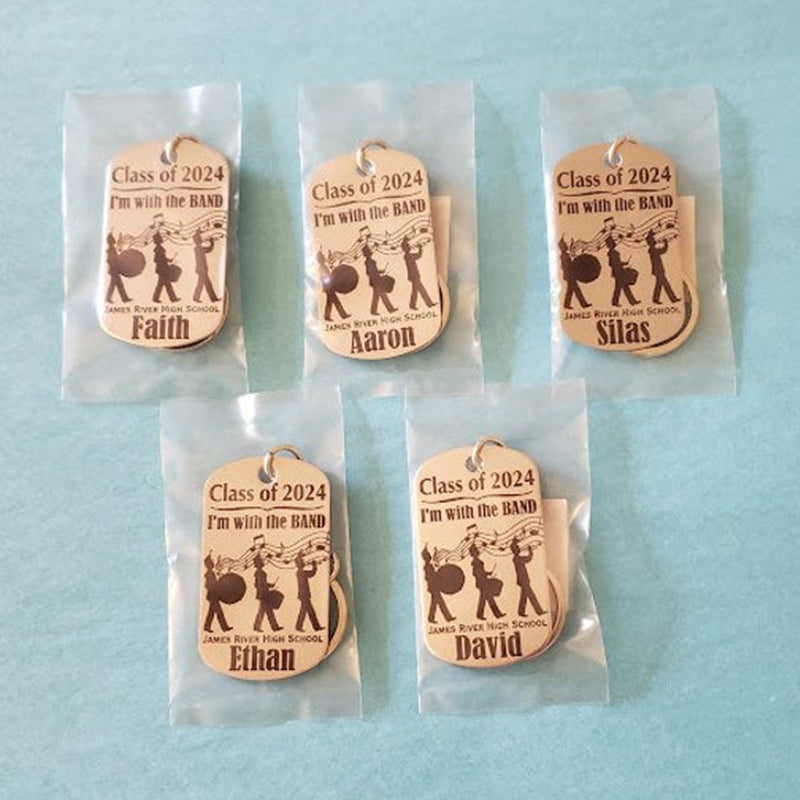 Class of 2024
I'm with the BAND
JAMES RIVER HIGH SCHOOL
Faith
Class of 2024
I'm with the BAND
JAMES RIVER HIGH SCHOOL
Aaron
Class of 2024
I'm with the BAND
JAMES RIVER HIGH SCHOOL
Silas
Class of 2024
I'm with the BAND
JAMES RIVER HIGH SCHOOL
Ethan
Class of 2024
I'm with the BAND
JAMES RIVER HIGH SCHOOL
David